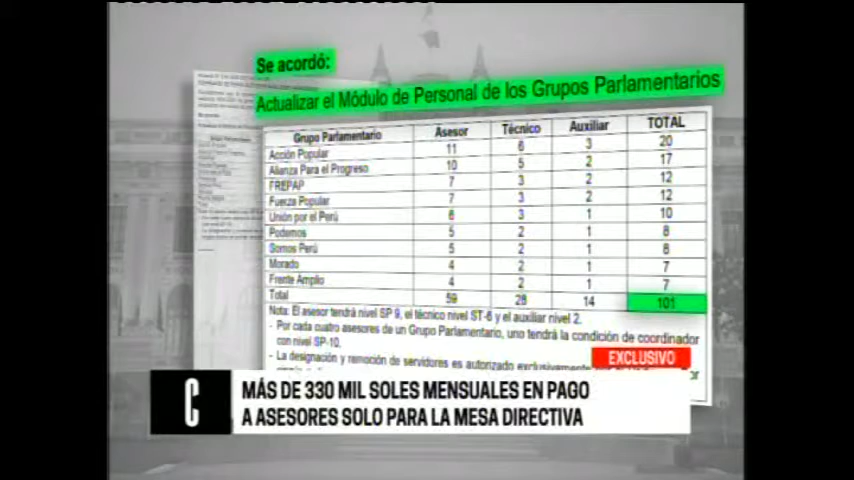 Se acordó:
Actualizar el Módulo de Personal de los Grupos Parlamentarios
Grupo Parlamentario Asesor Técnico Auxiliar TOTAL
Acción Popular 11 6 3 20
Alianza Para el Progreso 10 5 2 17
FREPAP 7 3 2 12
Fuerza Popular 7 3 2 12
Unión por el Perú 6 3 1 10
Podemos 5 2 1 8
Somos Perú 5 2 1 8
Morado 4 2 1 7
Frente Amplio 4 2 1 7
Total 59 28 14 101
Nota: El asesor tendrá nivel SP 9, el técnico nivel ST-6 y el auxiliar nivel 2.
- Por cada cuatro asesores de un Grupo Parlamentario, uno tendrá la condición de coordinador
con nivel SP-10.
- La designación y remoción de servidores es autorizado exclusivamente
EXCLUSIVO
C
MÁS DE 330 MIL SOLES MENSUALES EN PAGO
A ASESORES SOLO PARA LA MESA DIRECTIVA